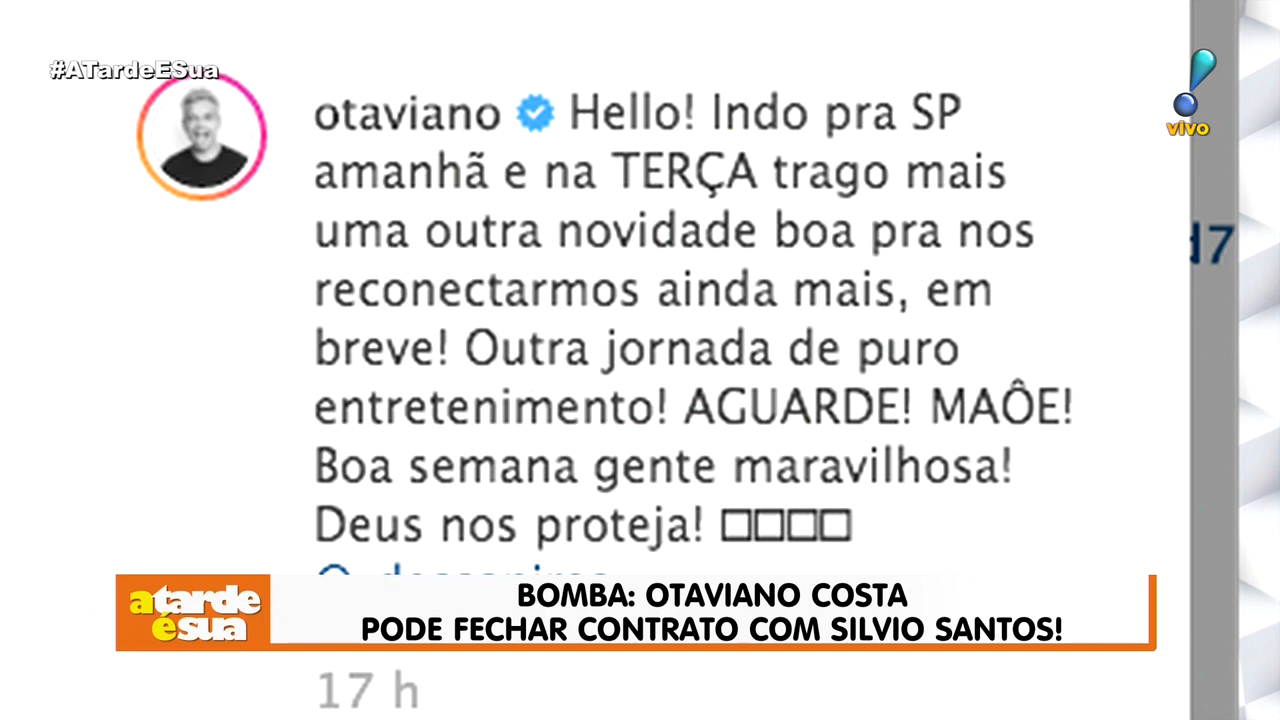 #ATardeESua
otaviano Hello! Indo pra SP
amanhã e na TERÇA trago mais
uma outra novidade boa pra nos
reconectarmos ainda mais, em
breve! Outra jornada de puro
entretenimento! AGUARDE! MAÔE!
Boa semana gente maravilhosa!
Deus nos proteja! □□□□
17 h
vivo
d7
a tarde
é sua
BOMBA: OTAVIANO COSTA
PODE FECHAR CONTRATO COM SILVIO SANTOS!